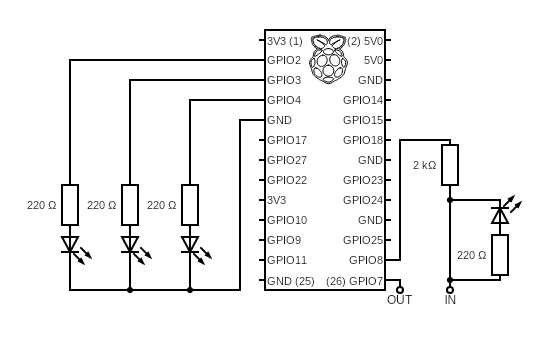 3V3 (1) (2) 5V0
GPIO2 5V0
GPIO3 GND
GPIO4 GPIO14
GND GPIO15
GPIO17 GPIO18
GPIO27 GND
GPIO22 GPIO23
3V3 GPIO24
GPIO10 GND
GPIO9 GPIO25
GPIO11 GPIO8
GND (25) (26) GPIO7
220 Ω 220 Ω 220 Ω
2 kΩ
220 Ω
OUT IN